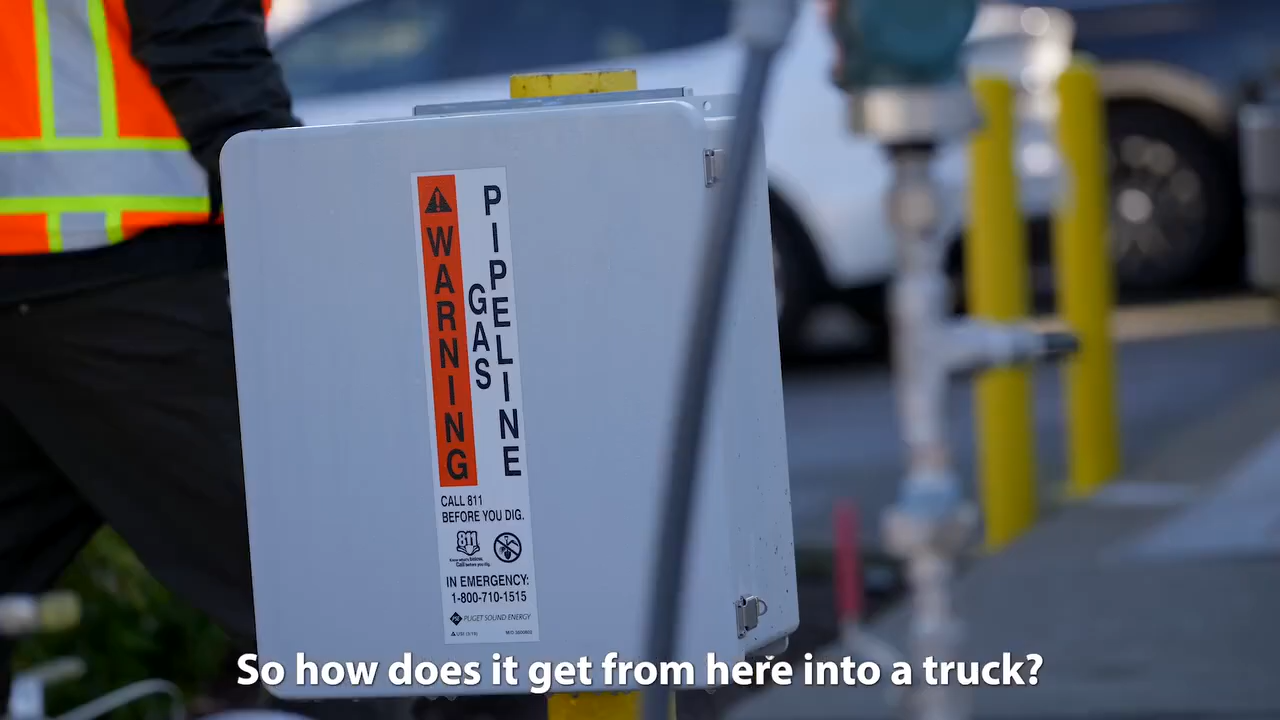 WARNING
GAS
PIPELINE
CALL 811
BEFORE YOU DIG.
811
IN EMERGENCY:
1-800-710-1515
PUGET SOUND ENERGY
So how does it get from here into a truck?